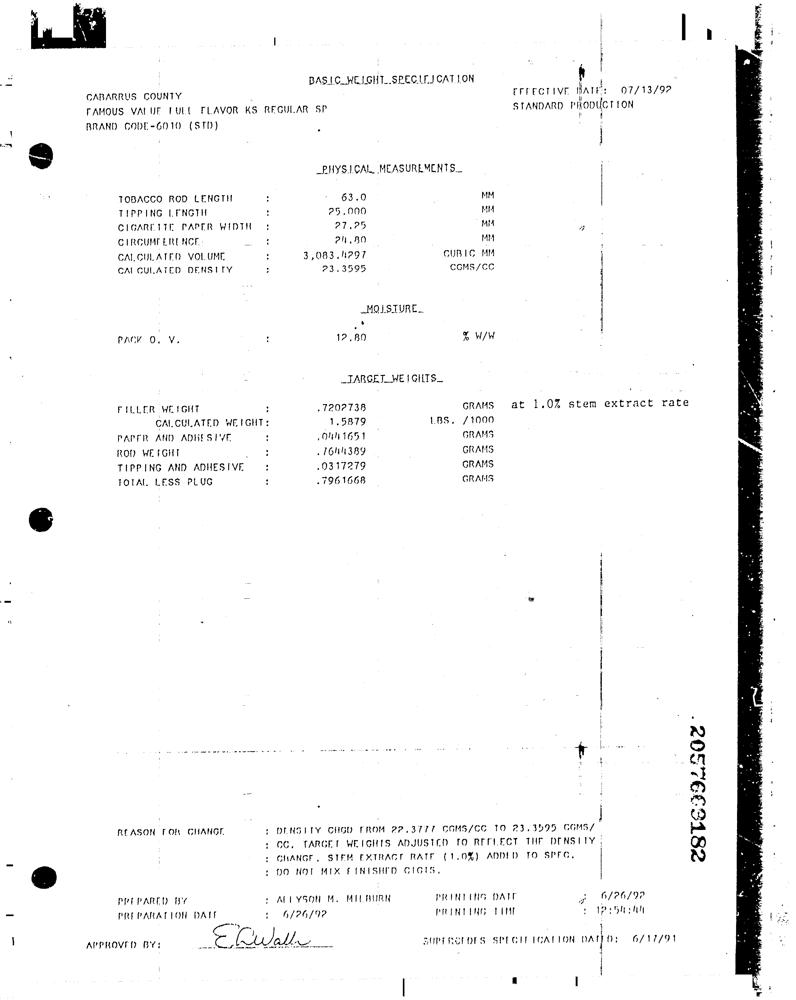 BASIC WEIGHT SPECIFICATION
CABARRUS COUNTY EFFECTIVE DATE: 07/13/92
FAMOUS VALUE FULL FLAVOR KS REGULAR SP STANDARD PRODUCTION
BRAND CODE-6010 (STD)
PHYSICAL MEASUREMENTS
TOBACCO ROD LENGTH : 63.0 MM
TIPPING LENGTH : 25.000 MM
CIGARETTE PAPER WIDTH : 27.25 MM
CIRCUMFERENCE : 24.80 MM
CALCULATED VOLUME : 3,083.4297 CUBIC MM
CALCULATED DENSITY : 23.3595 CGMS/CC
MOISTURE
PACK O. V. : 12.80 % W/W
TARGET WEIGHTS
FILLER WEIGHT : .7202738 GRAMS at 1.0% stem extract rate
CALCULATED WEIGHT: 1.5879 LBS. /1000
PAPER AND ADHESIVE : .0441651 GRAMS
ROD WEIGHT : .7644389 GRAMS
TIPPING AND ADHESIVE : .0317279 GRAMS
TOTAL LESS PLUG : .7961668 GRAMS
REASON FOR CHANGE : DENSITY CHGD FROM 22.3777 CGMS/CC TO 23.3595 CGMS/
: CC. TARGET WEIGHTS ADJUSTED TO REFLECT THE DENSITY
: CHANGE. STEM EXTRACT RATE (1.0%) ADDED TO SPEC.
: DO NOT MIX FINISHED CIGTS.
PREPARED BY : ALLYSON M. MILBURN PRINTING DATE : 6/26/92
PREPARATION DATE : 6/26/92 PRINTING TIME : 12:54:44
APPROVED BY: SUPERCEDES SPECIFICATION DATED: 6/17/91
2057603182